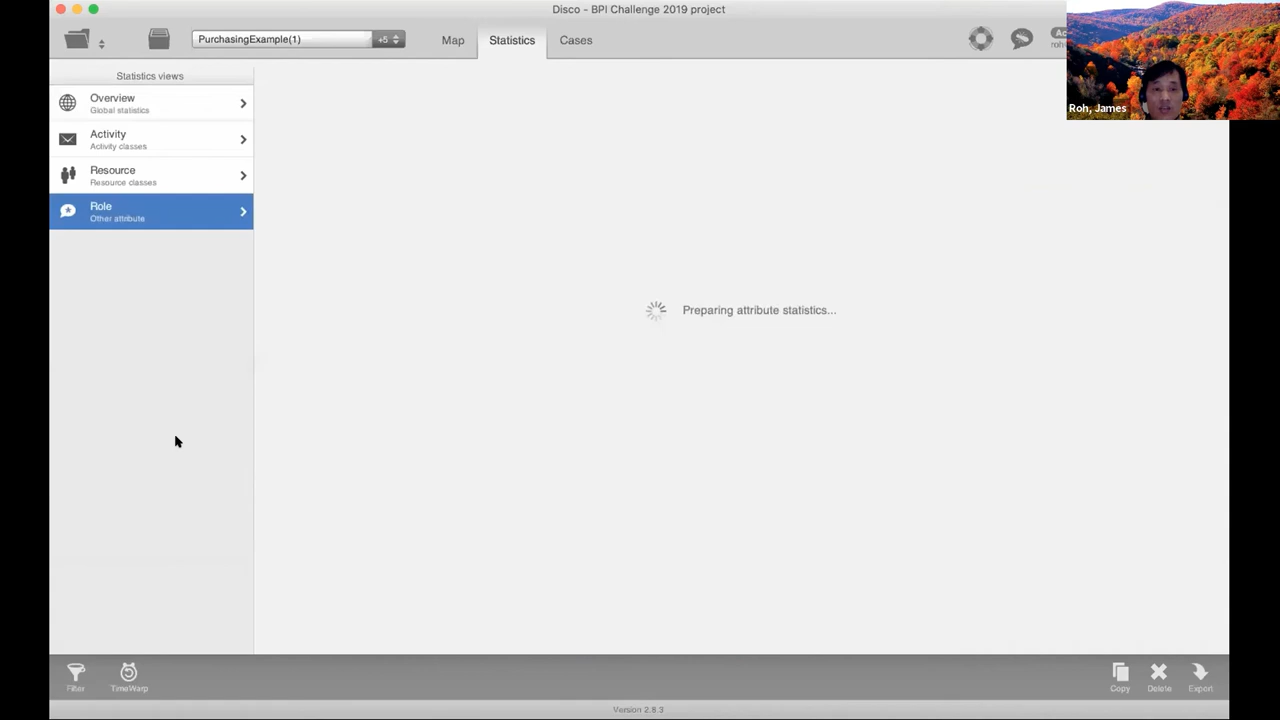 Disco - BPI Challenge 2019 project
PurchasingExample(1)
+5
Map
Statistics
Cases
Roh, James
Statistics views
Overview
Global statistics
Activity
Activity classes
Resource
Resource classes
Role
Other attribute
Preparing attribute statistics...
Filter
TimeWarp
Copy
Delete
Export
Version 2.8.3